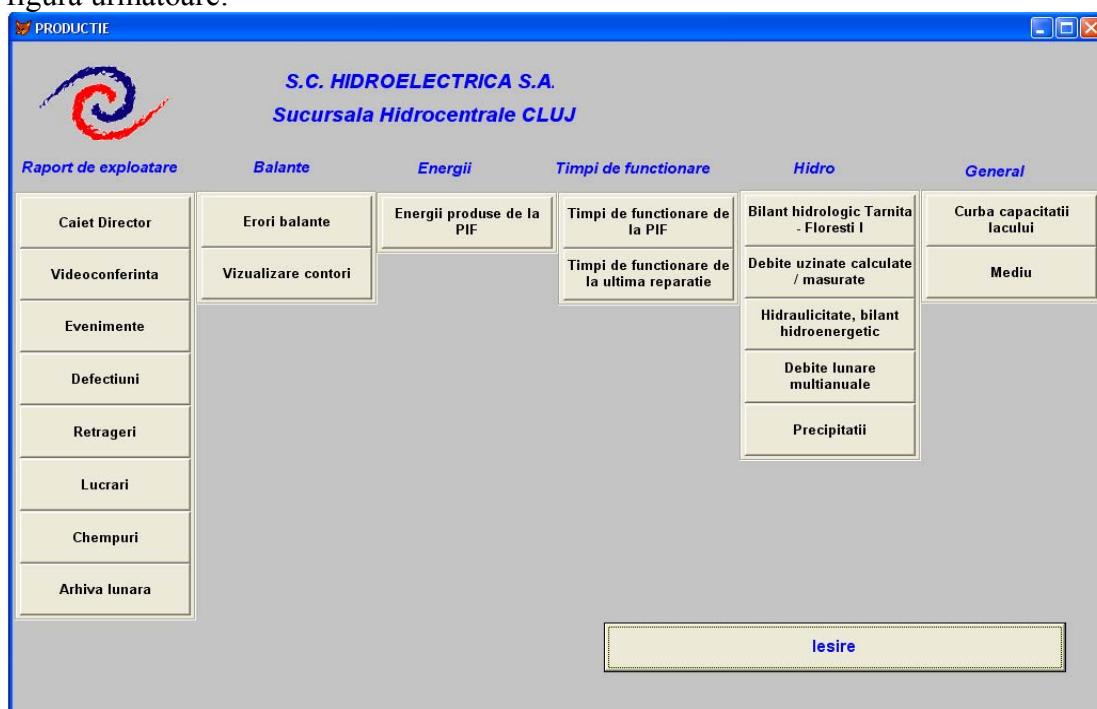 figura urmatoare:
PRODUCTIE
S.C. HIDROELECTRICA S.A.
Sucursala Hidrocentrale CLUJ
Raport de exploatare
Caiet Director
Videoconferinta
Evenimente
Defectiuni
Retrageri
Lucrari
Chempuri
Arhiva lunara
Balante
Erori balante
Vizualizare contori
Energii
Energii produse de la
PIF
Timpi de functionare
Timpi de functionare de
la PIF
Timpi de functionare de
la ultima reparatie
Hidro
Bilant hidrologic Tarnita
- Floresti I
Debite uzinate calculate
/ masurate
Hidraulicitate, bilant
hidroenergetic
Debite lunare
multianuale
Precipitatii
General
Curba capacitatii
lacului
Mediu
Iesire